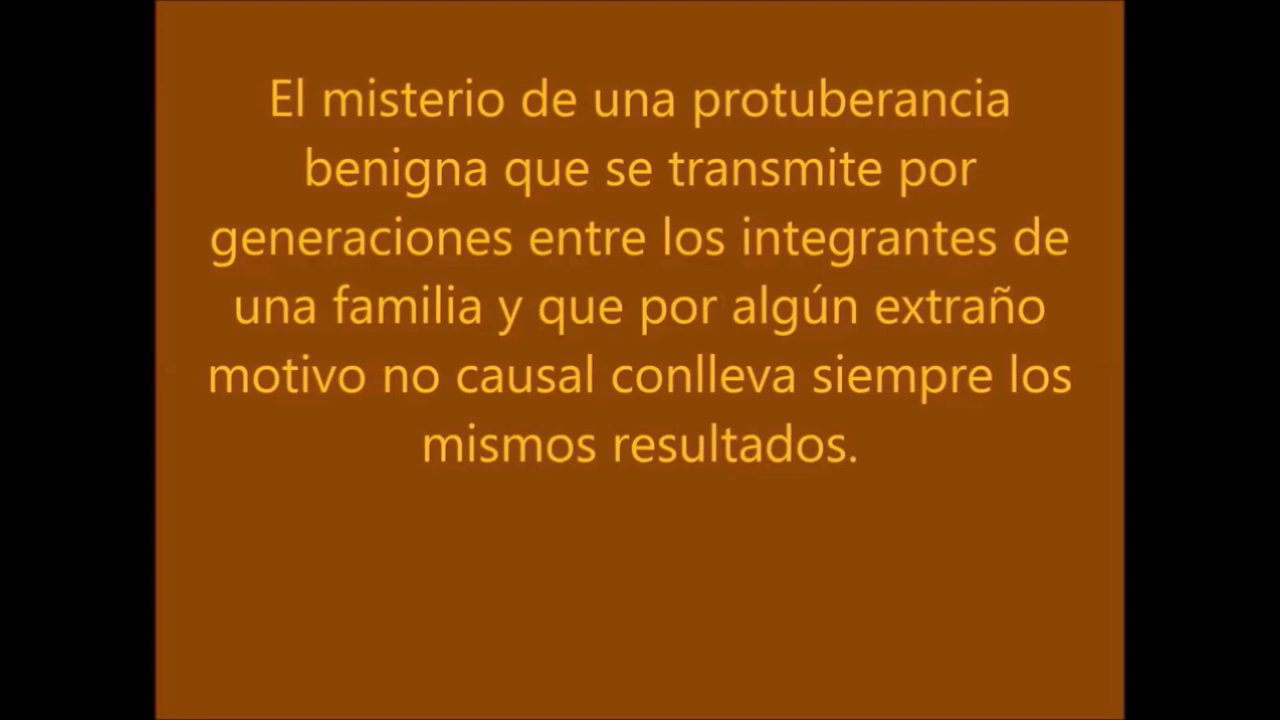 El misterio de una protuberancia
benigna que se transmite por
generaciones entre los integrantes de
una familia y que por algún extraño
motivo no causal conlleva siempre los
mismos resultados.